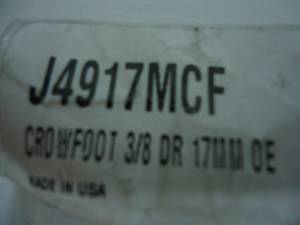 J4917MCF
CROWFOOT 3/8 DR 17MM OE
MADE IN USA